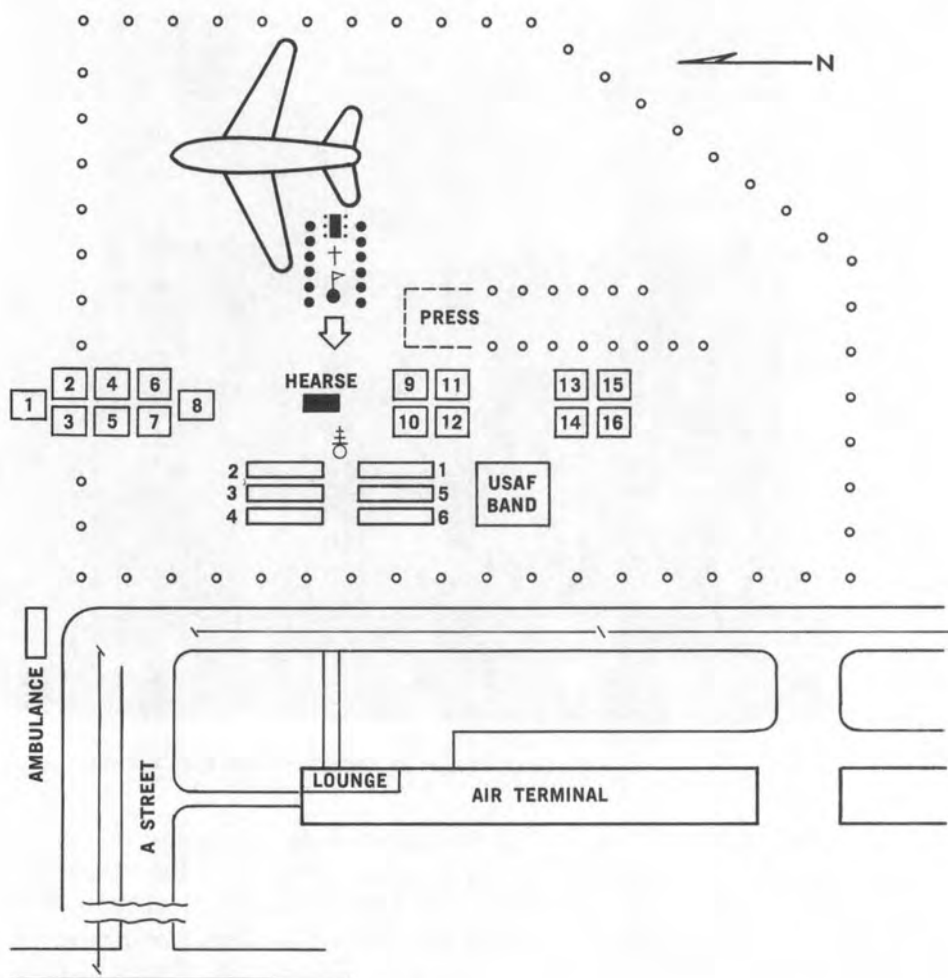 N
PRESS
HEARSE
2 4 6
9 11
13 15
1
8
3 5 7
10 12
14 16
2
1
3
5
4
6
USAF
BAND
AMBULANCE
A STREET
LOUNGE
AIR TERMINAL